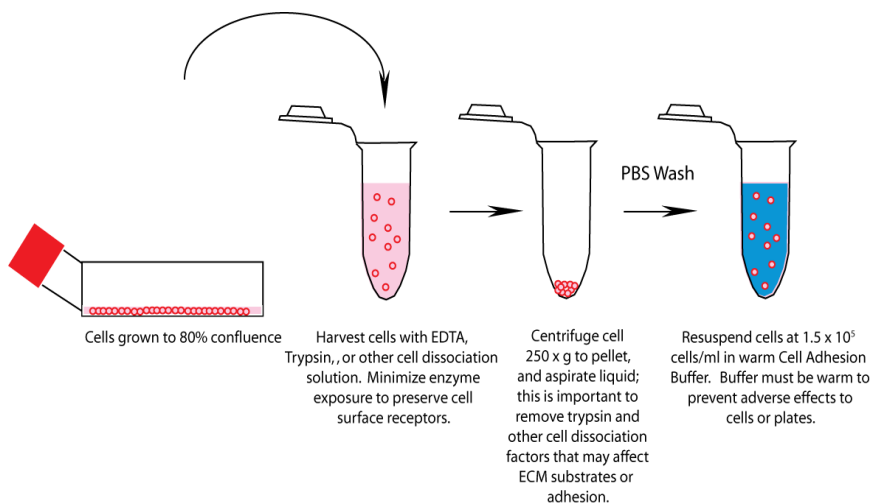 PBS Wash
Cells grown to 80% confluence
Harvest cells with EDTA,
Trypsin,, or other cell dissociation
solution.  Minimize enzyme
exposure to preserve cell
surface receptors.
Centrifuge cell
250 x g to pellet,
and aspirate liquid;
this is important to
remove trypsin and
other cell dissociation
factors that may affect
ECM substrates or
adhesion.
Resuspend cells at 1.5 x 10⁵
cells/ml in warm Cell Adhesion
Buffer.  Buffer must be warm to
prevent adverse effects to
cells or plates.